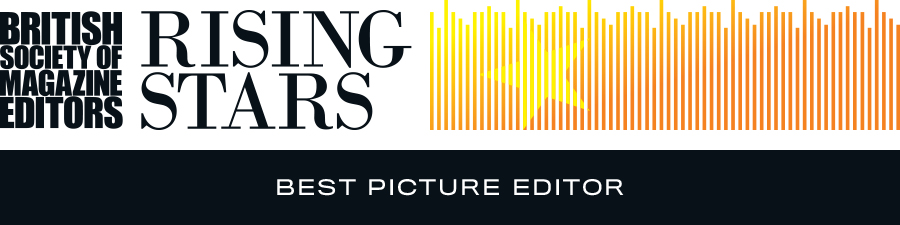 BRITISH
SOCIETY OF
MAGAZINE
EDITORS
RISING
STARS
BEST PICTURE EDITOR